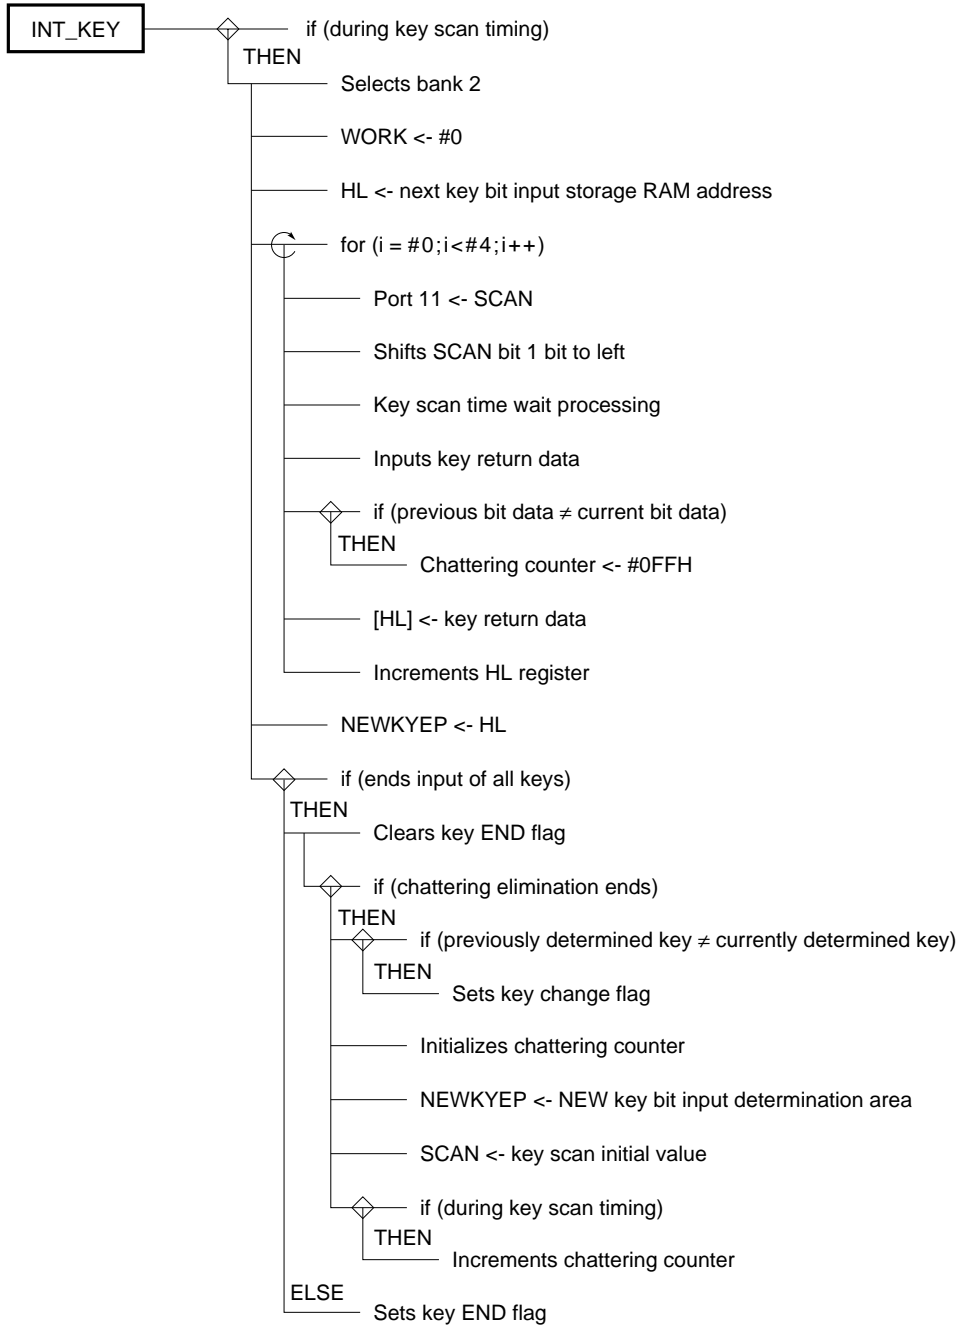 INT_KEY
if (during key scan timing)
THEN
Selects bank 2
WORK <- #0
HL <- next key bit input storage RAM address
for (i = #0;i<#4;i++)
Port 11 <- SCAN
Shifts SCAN bit 1 bit to left
Key scan time wait processing
Inputs key return data
if (previous bit data ≠ current bit data)
THEN
Chattering counter <- #0FFH
[HL] <- key return data
Increments HL register
NEWKYEP <- HL
if (ends input of all keys)
THEN
Clears key END flag
if (chattering elimination ends)
THEN
if (previously determined key ≠ currently determined key)
THEN
Sets key change flag
Initializes chattering counter
NEWKYEP <- NEW key bit input determination area
SCAN <- key scan initial value
if (during key scan timing)
THEN
Increments chattering counter
ELSE
Sets key END flag